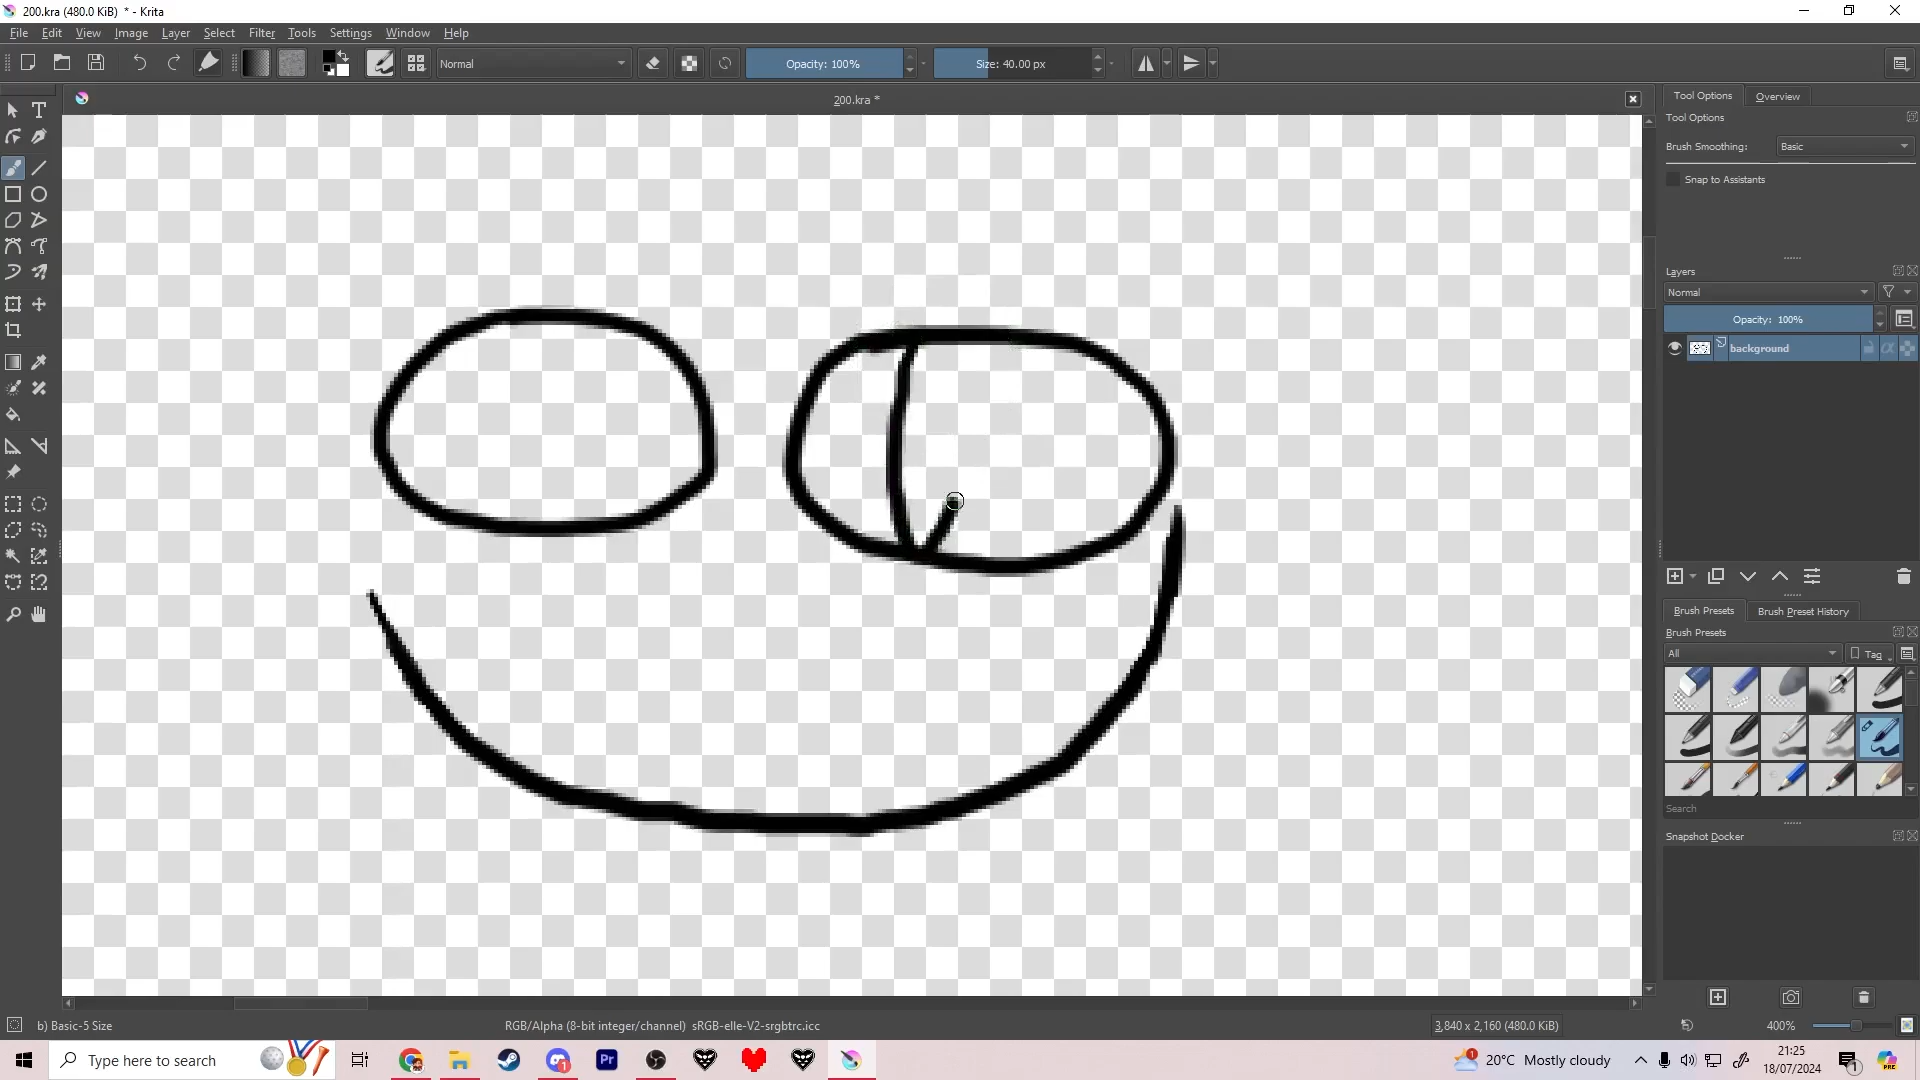 200.kra (480.0 KiB) * - Krita
File Edit View Image Layer Select Filter Tools Settings Window Help
Normal Opacity: 100% Size: 40.00 px
200.kra *
Tool Options Overview
Tool Options
Brush Smoothing: Basic
Snap to Assistants
Layers
Normal
Opacity: 100%
background
Brush Presets Brush Preset History
Brush Presets
All Tag
Search
Snapshot Docker
b) Basic-5 Size RGB/Alpha (8-bit integer/channel) sRGB-elle-V2-srgbtrc.icc 3,840 x 2,160 (480.0 KiB) 400%
Type here to search Pr 20°C Mostly cloudy 21:25
18/07/2024